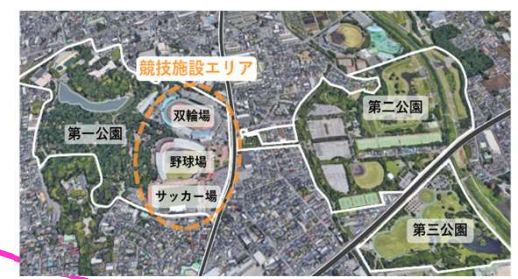 競技施設エリア
双輪場
第一公園
野球場
サッカー場
第二公園
第三公園